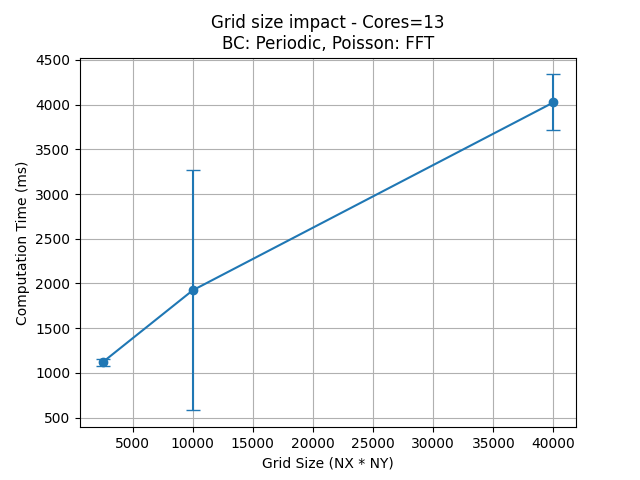 Grid size impact - Cores=13
BC: Periodic, Poisson: FFT
4500
4000
3500
3000
2500
2000
1500
1000
500
Computation Time (ms)
5000 10000 15000 20000 25000 30000 35000 40000
Grid Size (NX * NY)